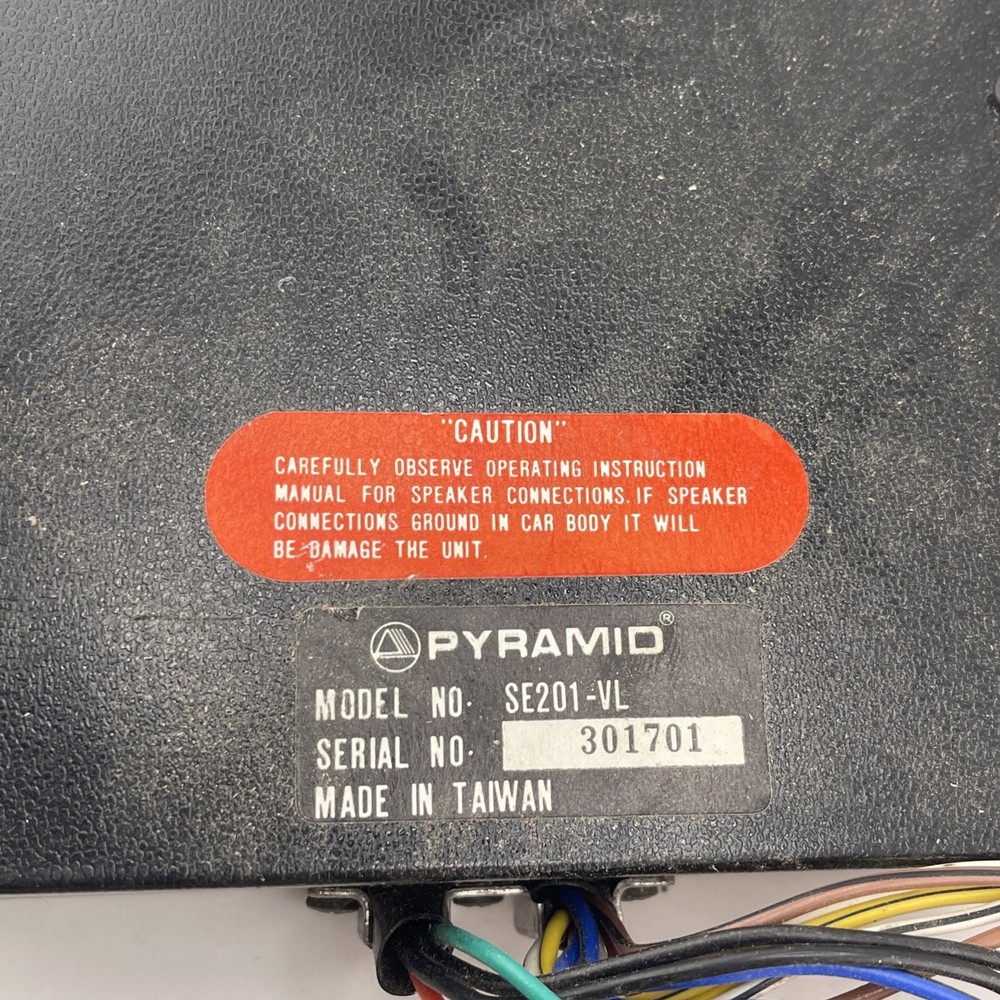 "CAUTION"
CAREFULLY OBSERVE OPERATING INSTRUCTION
MANUAL FOR SPEAKER CONNECTIONS. IF SPEAKER
CONNECTIONS GROUND IN CAR BODY IT WILL
BE DAMAGE THE UNIT.
PYRAMID®
MODEL NO. SE201-VL
SERIAL NO. 301701
MADE IN TAIWAN